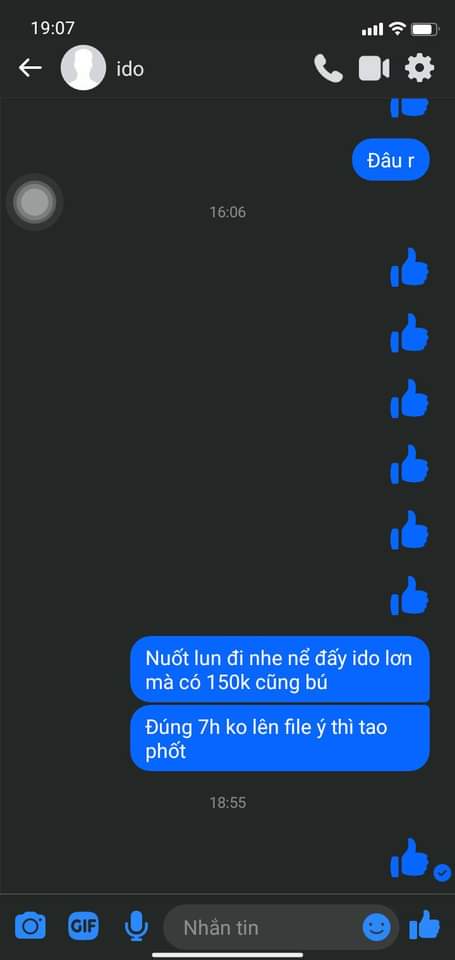 19:07
ido
Đâu r
16:06
Nuốt lun đi nhe nể đấy ido lơn
mà có 150k cũng bú
Đúng 7h ko lên file ý thì tao
phốt
18:55
GIF
Nhắn tin